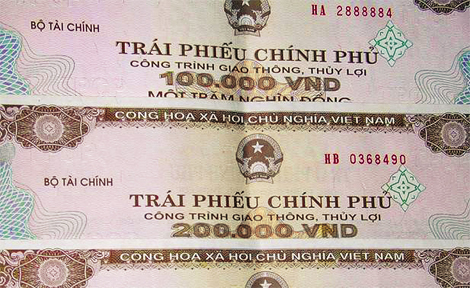 HA 2888884
BỘ TÀI CHÍNH
TRÁI PHIẾU CHÍNH PHỦ
CÔNG TRÌNH GIAO THÔNG, THỦY LỢI
100.000 VND
MỘT TRĂM NGHÌN ĐỒNG
CỘNG HÒA XÃ HỘI CHỦ NGHĨA VIỆT NAM
HB 0368490
BỘ TÀI CHÍNH
TRÁI PHIẾU CHÍNH PHỦ
CÔNG TRÌNH GIAO THÔNG, THỦY LỢI
200.000 VND
CỘNG HÒA XÃ HỘI CHỦ NGHĨA VIỆT NAM